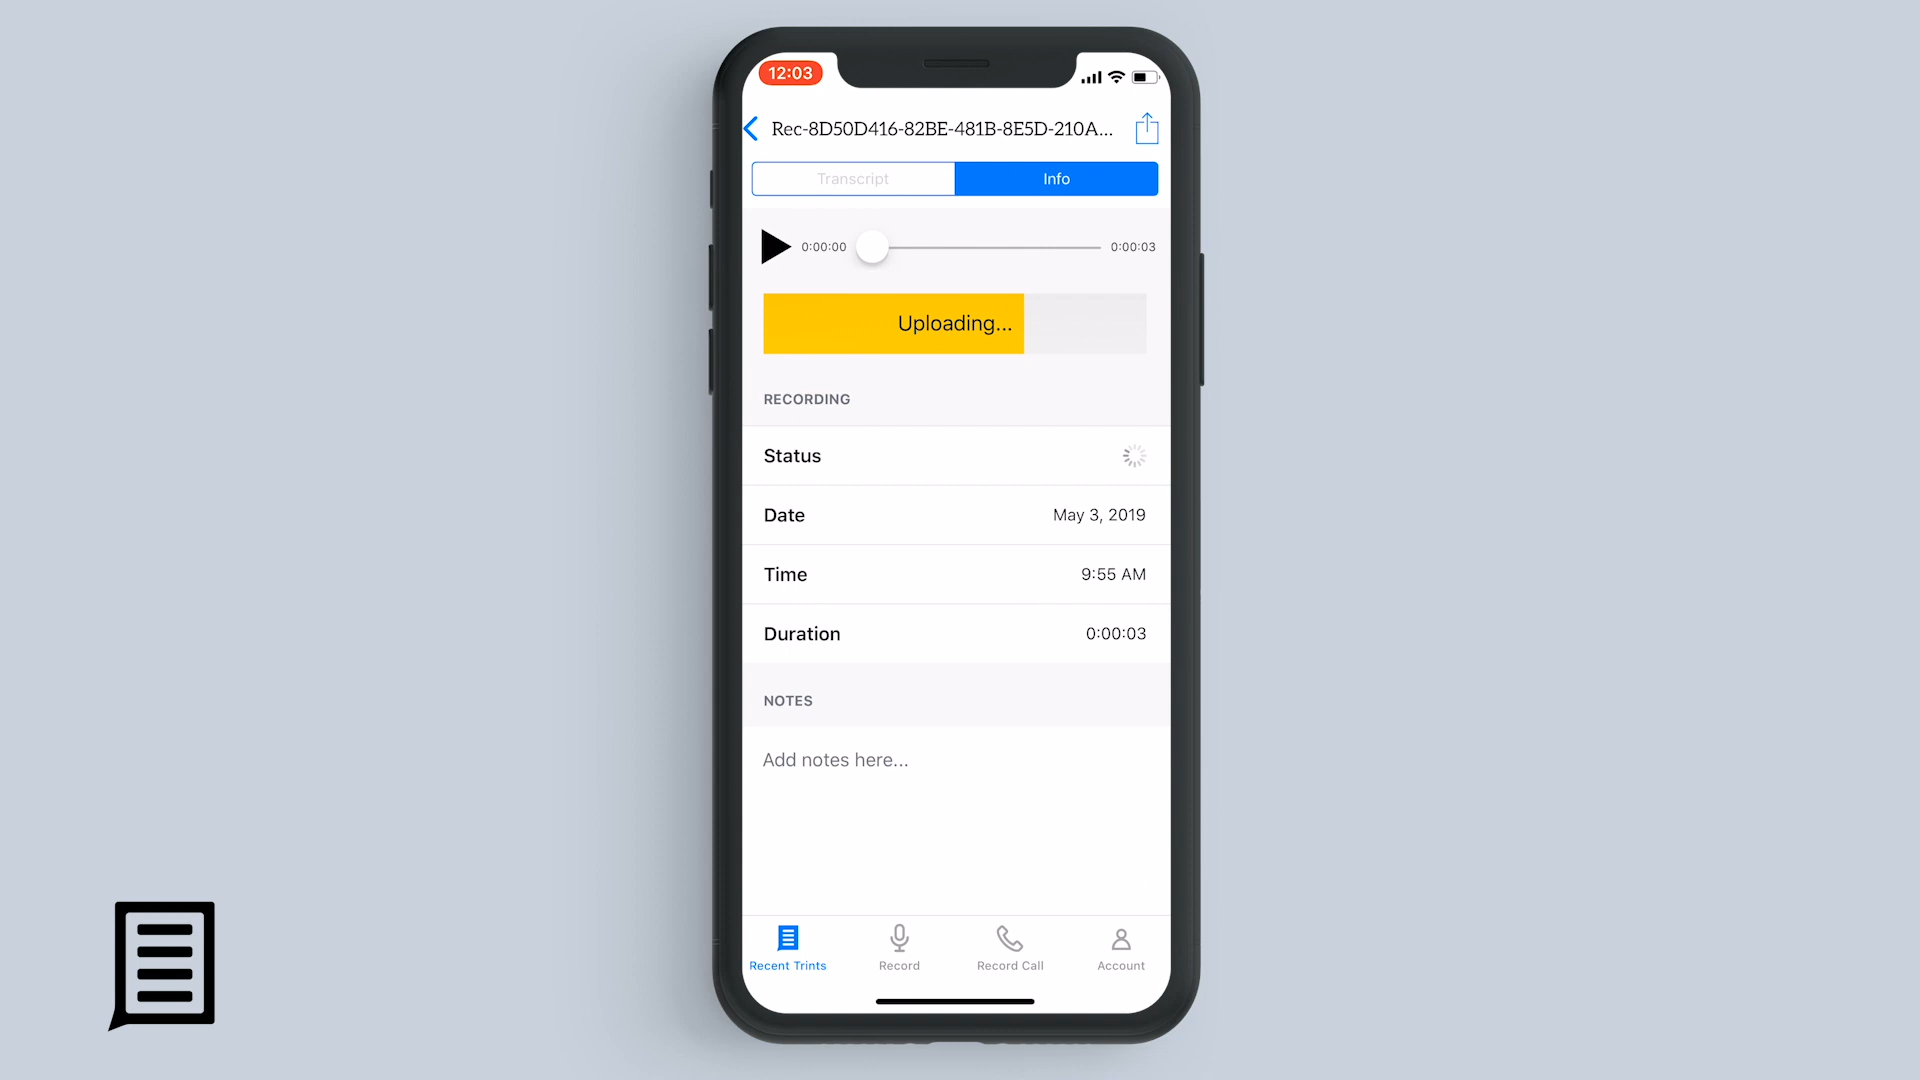 12:03
Rec-8D50D416-82BE-481B-8E5D-210A...
Transcript Info
0:00:00 0:00:03
Uploading...
RECORDING
Status
Date May 3, 2019
Time 9:55 AM
Duration 0:00:03
NOTES
Add notes here...
Recent Trints Record Record Call Account